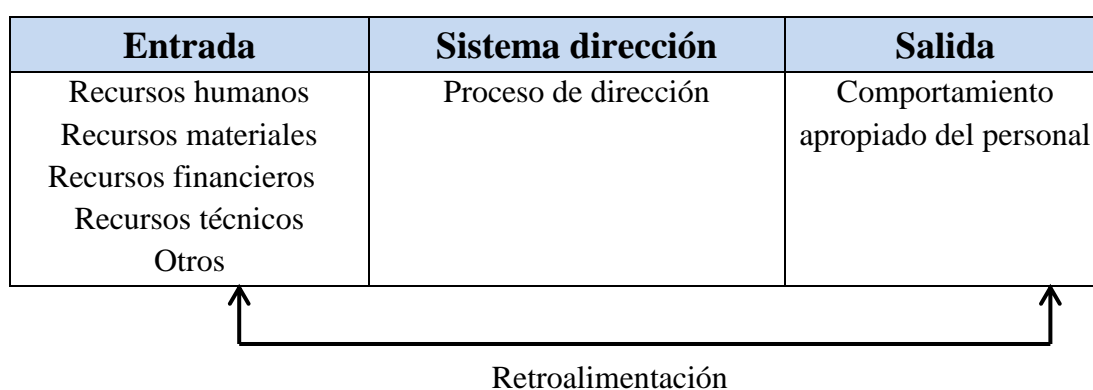 Entrada
Sistema dirección
Salida
Recursos humanos
Recursos materiales
Recursos financieros
Recursos técnicos
Otros
Proceso de dirección
Comportamiento
apropiado del personal
Retroalimentación